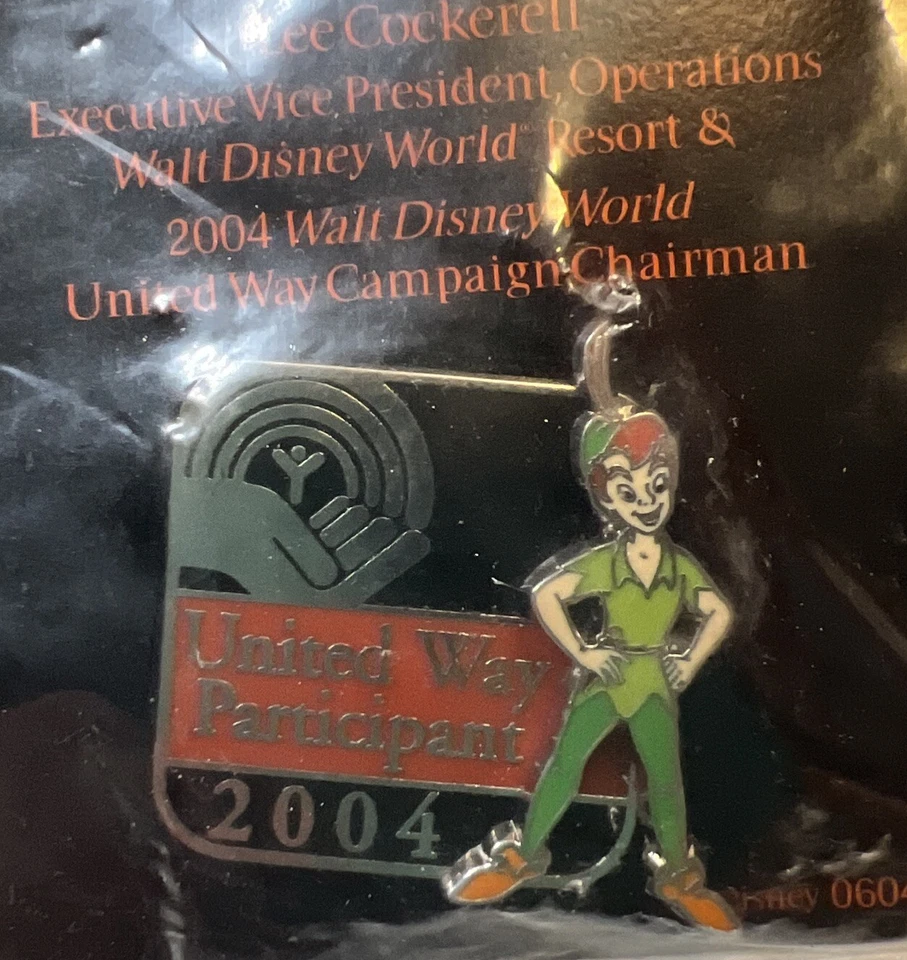 Lee Cockerell
Executive Vice President, Operations
Walt Disney World Resort &
2004 Walt Disney World
United Way Campaign Chairman
United Way
Participant
2004
Disney 0604